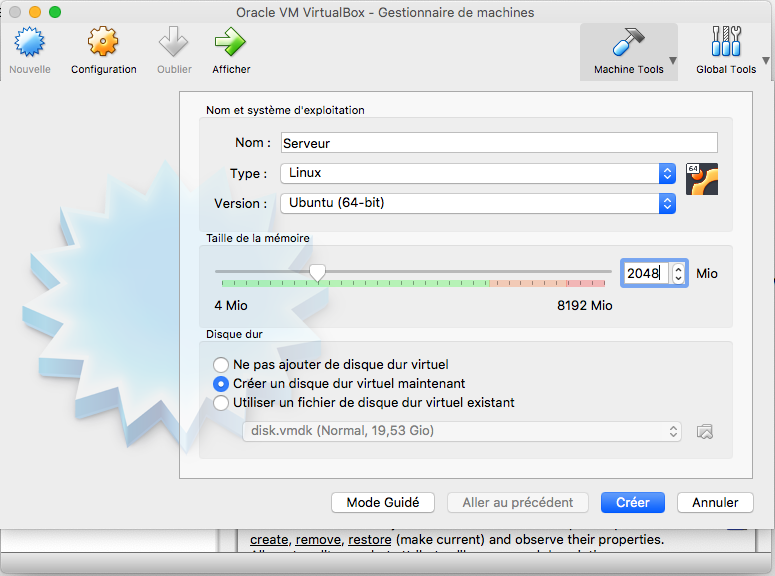 Oracle VM VirtualBox - Gestionnaire de machines
Nouvelle
Configuration
Oublier
Afficher
Machine Tools
Global Tools
Nom et système d'exploitation
Nom :
Serveur
Type :
Linux
64
Version :
Ubuntu (64-bit)
Taille de la mémoire
2048
Mio
4 Mio
8192 Mio
Disque dur
Ne pas ajouter de disque dur virtuel
Créer un disque dur virtuel maintenant
Utiliser un fichier de disque dur virtuel existant
disk.vmdk (Normal, 19,53 Gio)
Mode Guidé
Aller au précédent
Créer
Annuler
create, remove, restore (make current) and observe their properties.